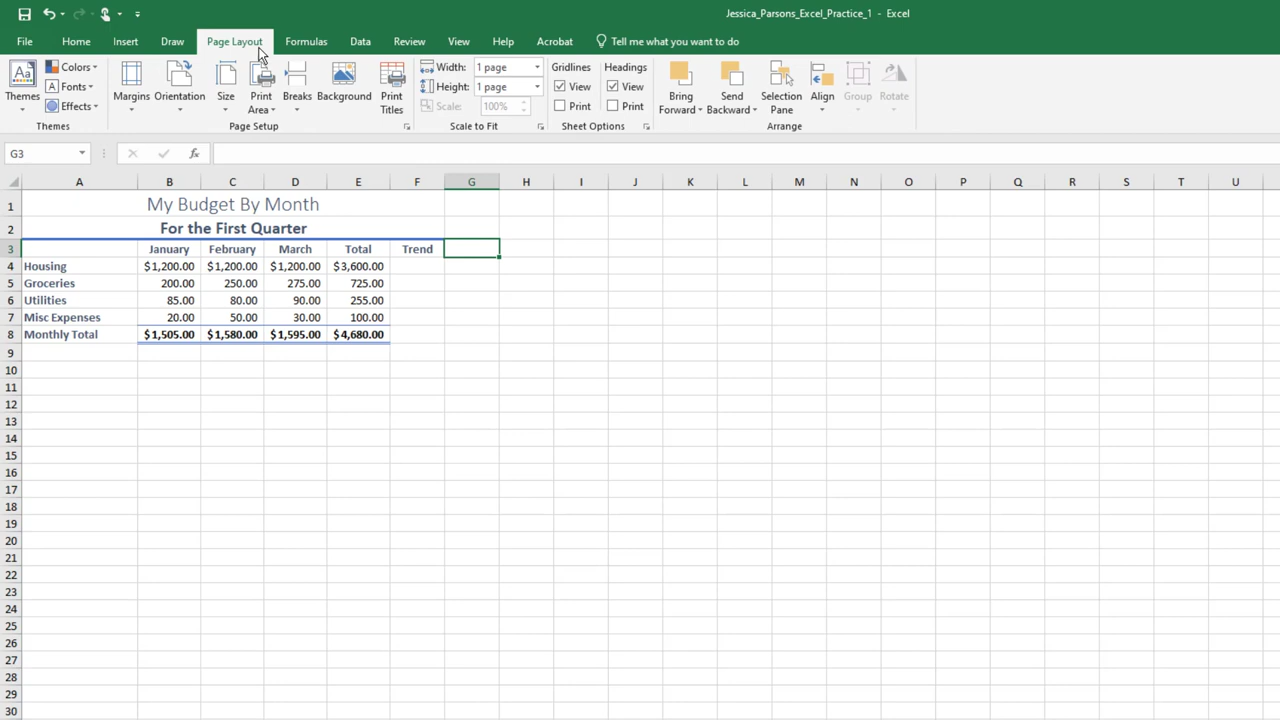 Jessica_Parsons_Excel_Practice_1 - Excel
File Home Insert Draw Page Layout Formulas Data Review View Help Acrobat Tell me what you want to do
Themes
Colors
Fonts
Effects
Themes
Margins
Orientation
Size
Print Area
Breaks
Background
Print Titles
Page Setup
Width: 1 page
Height: 1 page
Scale: 100%
Scale to Fit
Gridlines
View
Print
Headings
View
Print
Sheet Options
Bring Forward
Send Backward
Selection Pane
Align
Group
Rotate
Arrange
G3 fx
A B C D E F G H I J K L M N O P Q R S T U
1 My Budget By Month
2 For the First Quarter
3 January February March Total Trend
4 Housing $1,200.00 $1,200.00 $1,200.00 $3,600.00
5 Groceries 200.00 250.00 275.00 725.00
6 Utilities 85.00 80.00 90.00 255.00
7 Misc Expenses 20.00 50.00 30.00 100.00
8 Monthly Total $1,505.00 $1,580.00 $1,595.00 $4,680.00
9
10
11
12
13
14
15
16
17
18
19
20
21
22
23
24
25
26
27
28
29
30